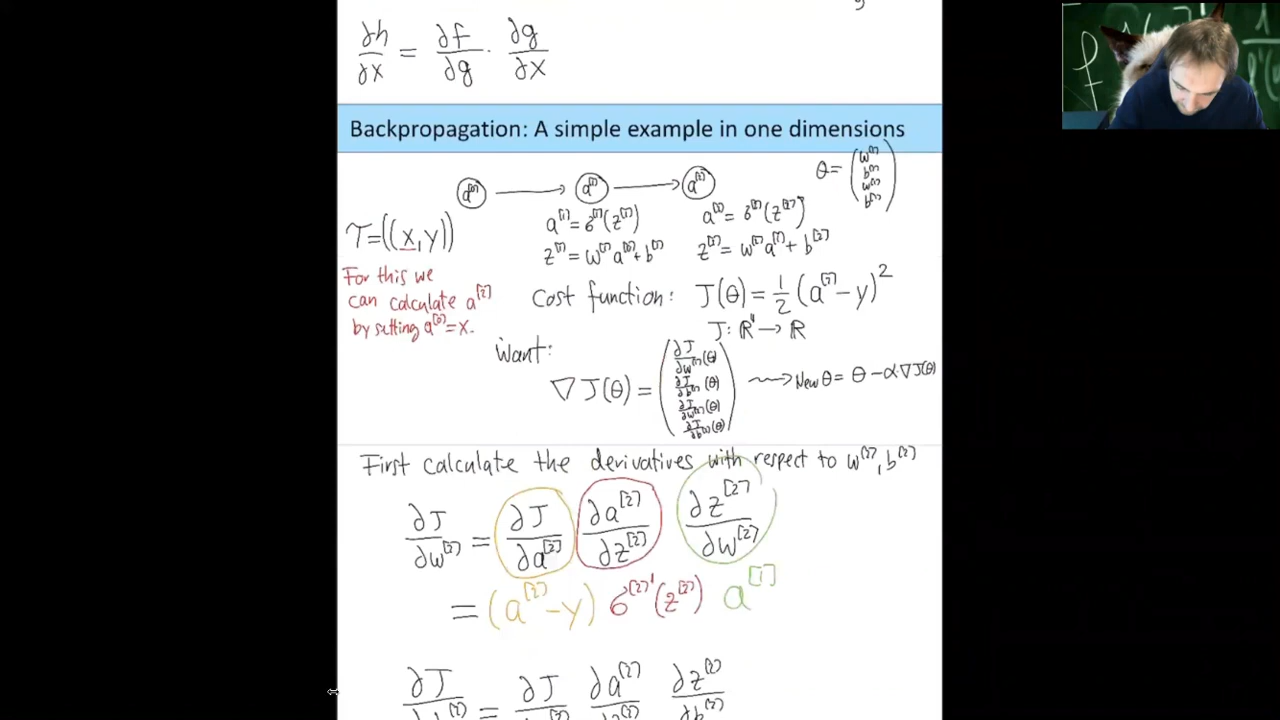 ∂h/∂x = ∂f/∂g · ∂g/∂x
Backpropagation: A simple example in one dimensions
a^[0] → a^[1] → a^[2]
θ = (w^[1] b^[1] w^[2] b^[2])
T = ((x, y))
a^[1] = σ^[1](z^[1])
a^[2] = σ^[2](z^[2])
z^[1] = w^[1] a^[0] + b^[1]
z^[2] = w^[2] a^[1] + b^[2]
For this we
can calculate a^[2]
by setting a^[0] = x.
Cost function: J(θ) = 1/2 (a^[2] − y)^2
J: ℝ^4 → ℝ
Want:
∇J(θ) = (∂J/∂w^[1](θ) ∂J/∂b^[1](θ) ∂J/∂w^[2](θ) ∂J/∂b^[2](θ)) ⇝ New θ = θ − α·∇J(θ)
First calculate the derivatives with respect to w^[2], b^[2]
∂J/∂w^[2] = ∂J/∂a^[2] ∂a^[2]/∂z^[2] ∂z^[2]/∂w^[2]
= (a^[2] − y) σ^[2]'(z^[2]) a^[1]
∂J/∂b^[2] = ∂J/∂a^[2] ∂a^[2]/∂z^[2] ∂z^[2]/∂b^[2]